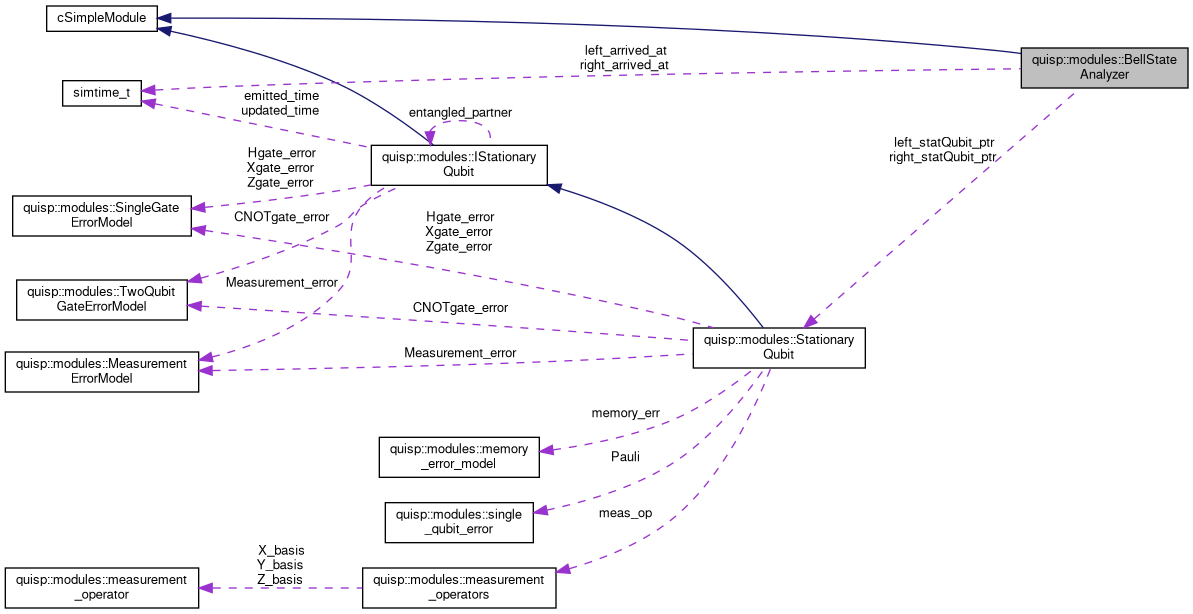 cSimpleModule
quisp::modules::BellState
Analyzer
left_arrived_at
right_arrived_at
simtime_t
emitted_time
updated_time
entangled_partner
quisp::modules::IStationary
Qubit
left_statQubit_ptr
right_statQubit_ptr
Hgate_error
Xgate_error
Zgate_error
quisp::modules::SingleGate
ErrorModel
CNOTgate_error
Hgate_error
Xgate_error
Zgate_error
quisp::modules::TwoQubit
GateErrorModel
Measurement_error
CNOTgate_error
quisp::modules::Stationary
Qubit
quisp::modules::Measurement
ErrorModel
Measurement_error
memory_err
quisp::modules::memory
_error_model
Pauli
quisp::modules::single
_qubit_error
meas_op
X_basis
Y_basis
Z_basis
quisp::modules::measurement
_operator
quisp::modules::measurement
_operators